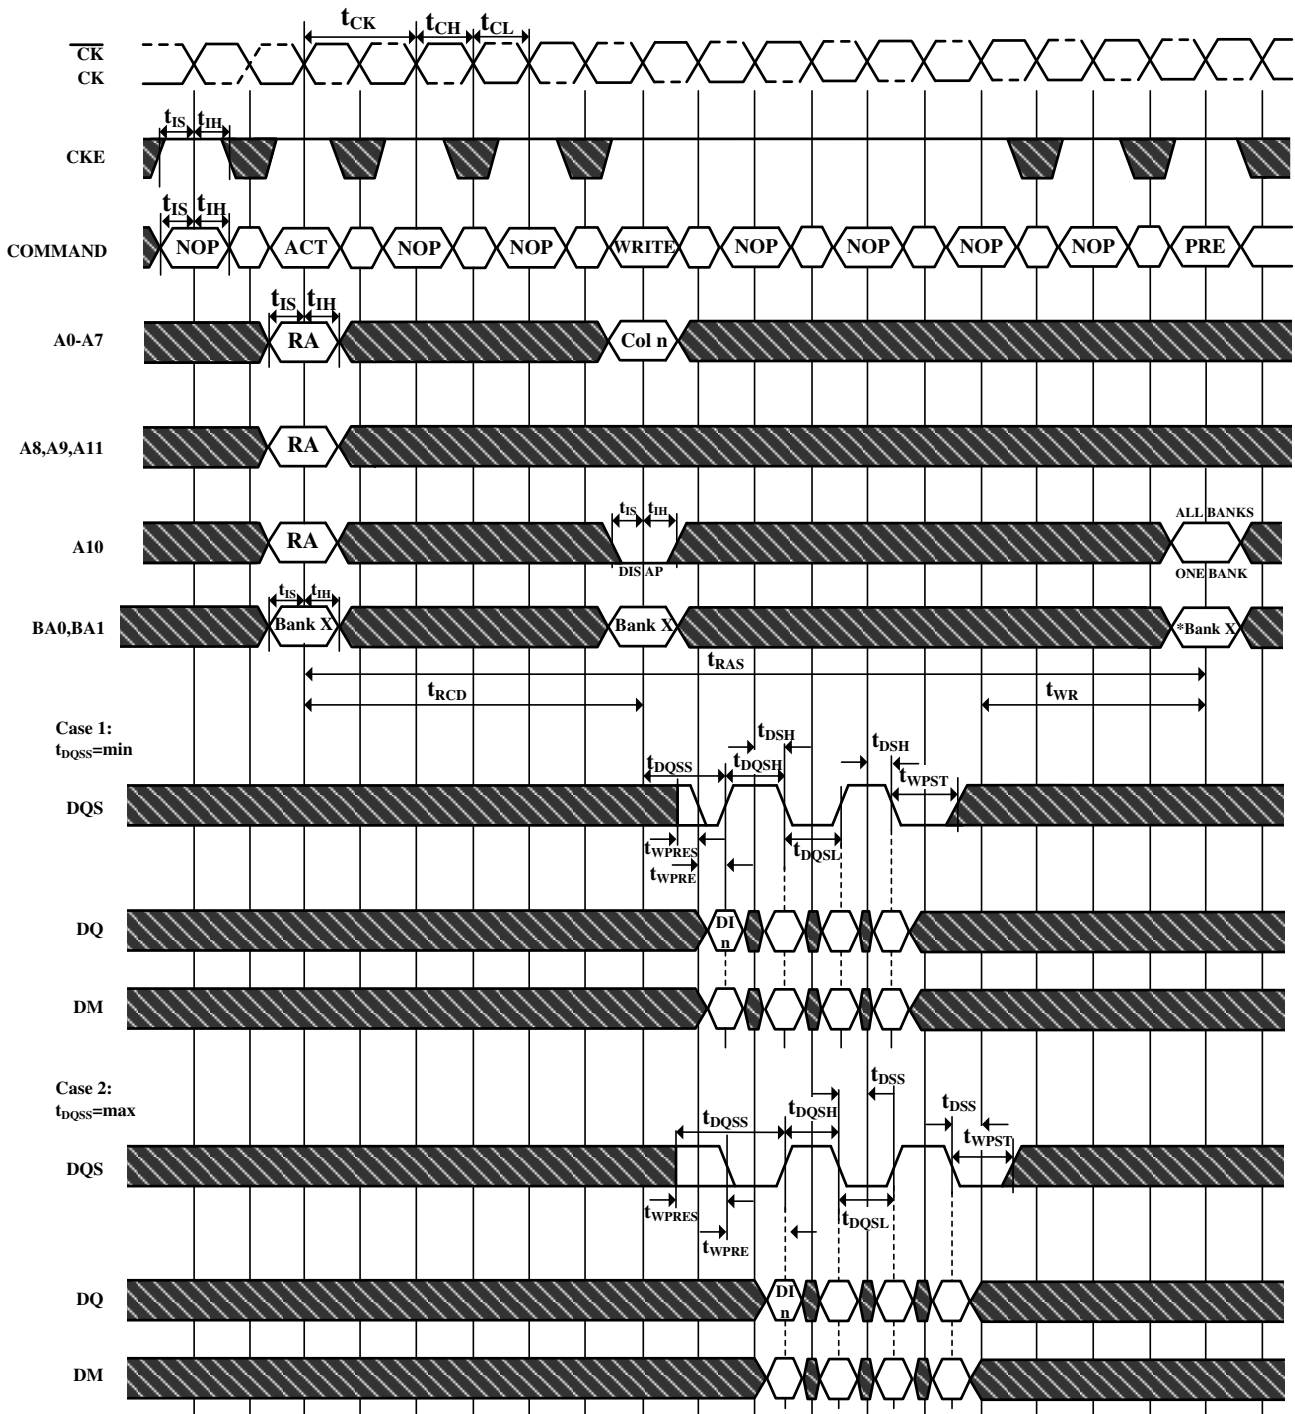 tCK tCH tCL
CK
CK
tIS tIH
CKE
tIS tIH
COMMAND NOP ACT NOP NOP WRITE NOP NOP NOP NOP PRE
tIS tIH
A0-A7 RA Col n
A8,A9,A11 RA
tIS tIH ALL BANKS
A10 RA
DIS AP ONE BANK
tIS tIH
BA0,BA1 Bank X Bank X *Bank X
tRAS
tRCD tWR
Case 1:
tDQSS=min
tDSH tDSH
tDQSS tDQSH tWPST
DQS
tWPRES tDQSL
tWPRE
DQ DI
n
DM
Case 2:
tDQSS=max
tDSS tDSS
tDQSS tDQSH tWPST
DQS
tWPRES tDQSL
tWPRE
DQ DI
n
DM